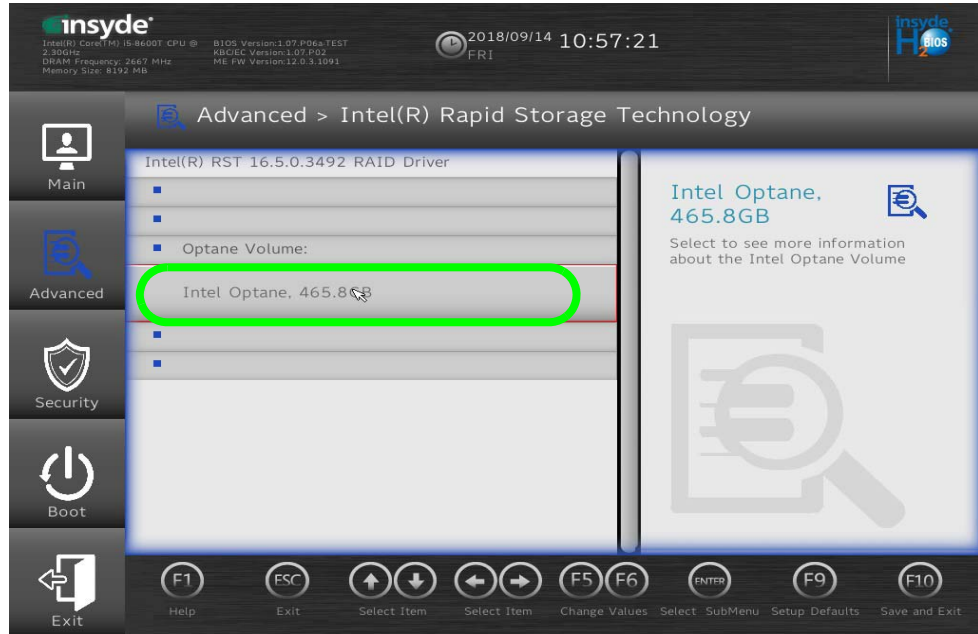 insyde®
Intel(R) Core(TM) i5-8600T CPU @
2.30GHz
DRAM Frequency: 2667 MHz
Memory Size: 8192 MB
BIOS Version:1.07.P06a-TEST
KBCIEC Version:1.07.P02
ME FW Version:12.0.3.1091
2018/09/14 10:57:21
FRI
insyde
H2BIOS
Advanced > Intel(R) Rapid Storage Technology
Main
Advanced
Security
Boot
Exit
Intel(R) RST 16.5.0.3492 RAID Driver
Optane Volume:
Intel Optane, 465.8GB
Intel Optane,
465.8GB
Select to see more information
about the Intel Optane Volume
F1 ESC F5 F6 ENTER F9 F10
Help Exit Select Item Select Item Change Values Select SubMenu Setup Defaults Save and Exit